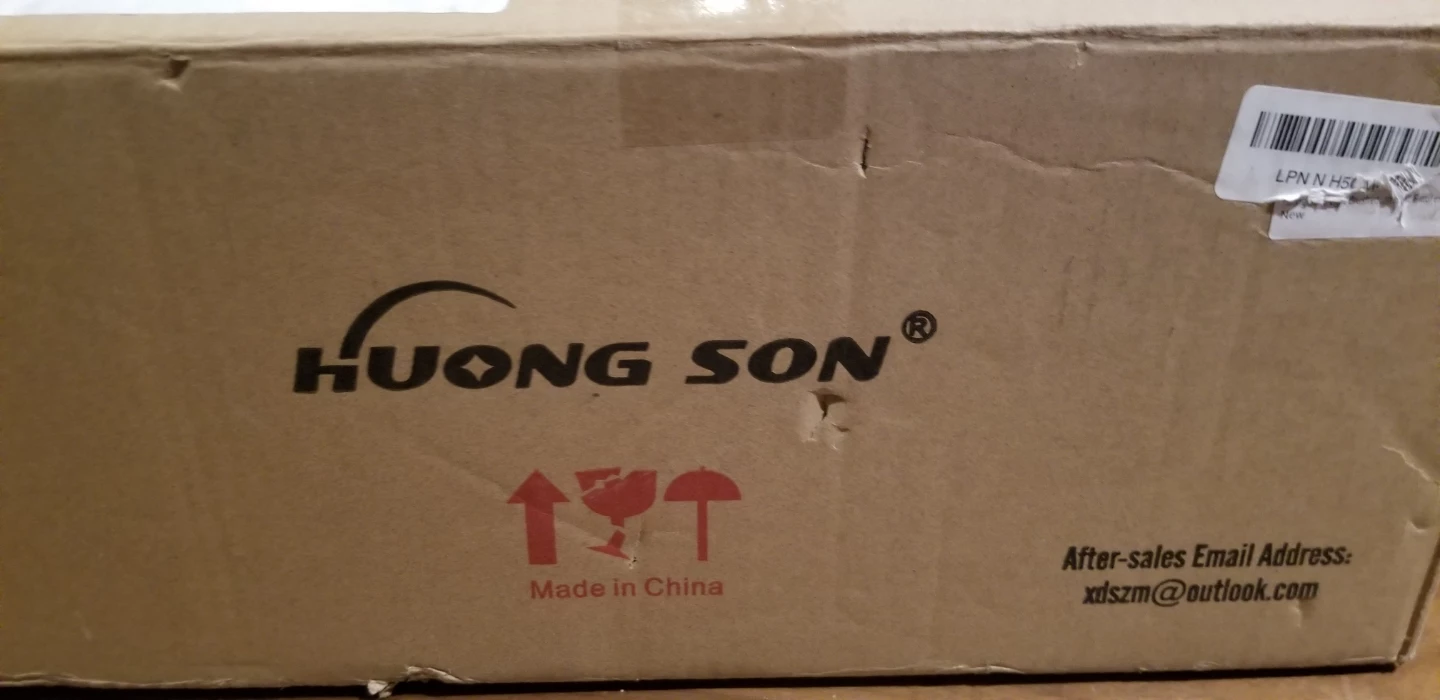 LPN N H5
New
HUONG SON®
Made in China
After-sales Email Address:
xdszm@outlook.com